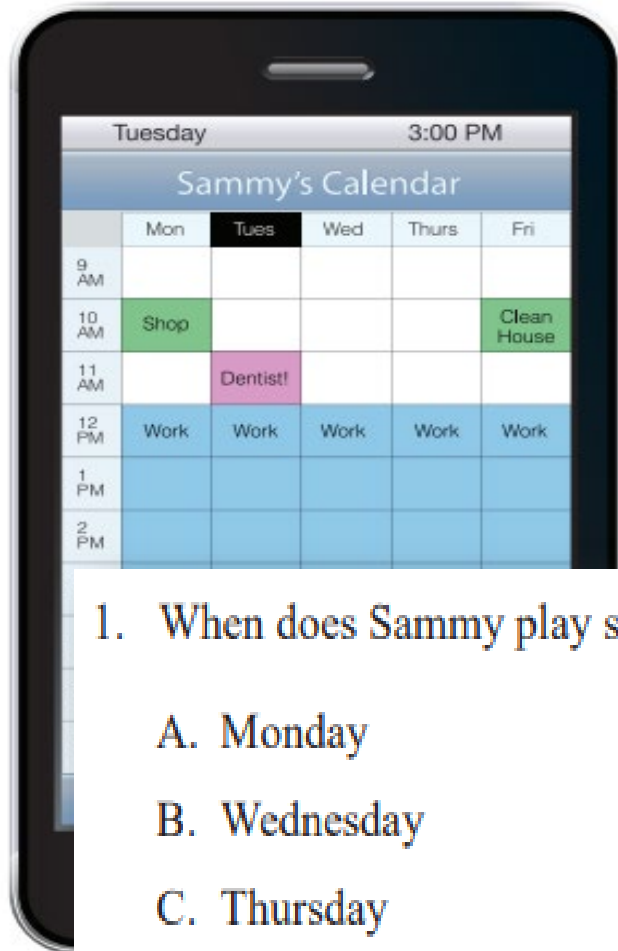 Tuesday 3:00 PM
Sammy's Calendar
Mon Tues Wed Thurs Fri
9 AM
10 AM Shop Clean House
11 AM Dentist!
12 PM Work Work Work Work Work
1 PM
2 PM
1. When does Sammy play
A. Monday
B. Wednesday
C. Thursday